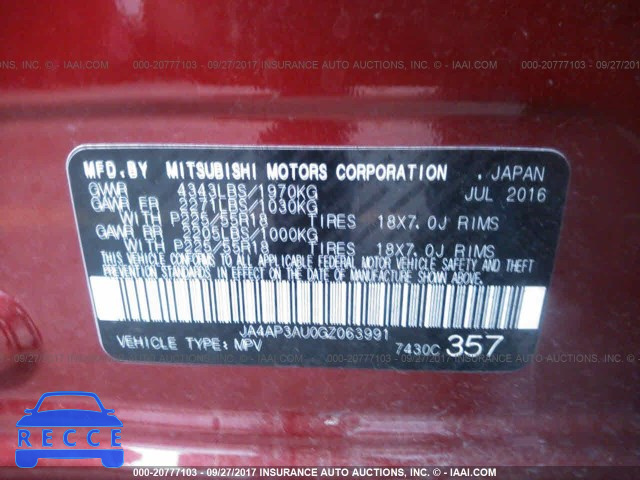 000-20777103 - 09/27/2017 INSURANCE AUTO AUCTIONS, INC. - © - IAAI.COM
MFD.BY MITSUBISHI MOTORS CORPORATION , JAPAN
GVWR 4343LBS/1970KG JUL 2016
GAWR FR 2271LBS/1030KG
WITH P225/55R18 TIRES 18X7.0J RIMS
GAWR RR 2205LBS/1000KG
WITH P225/55R18 TIRES 18X7.0J RIMS
THIS VEHICLE CONFORMS TO ALL APPLICABLE FEDERAL MOTOR VEHICLE SAFETY AND THEFT
PREVENTION STANDARDS IN EFFECT ON THE DATE OF MANUFACTURE SHOWN ABOVE.
JA4AP3AU0GZ063991
VEHICLE TYPE: MPV 7430C 357
RECCE
000-20777103 - 09/27/2017 INSURANCE AUTO AUCTIONS, INC. - © - IAAI.COM